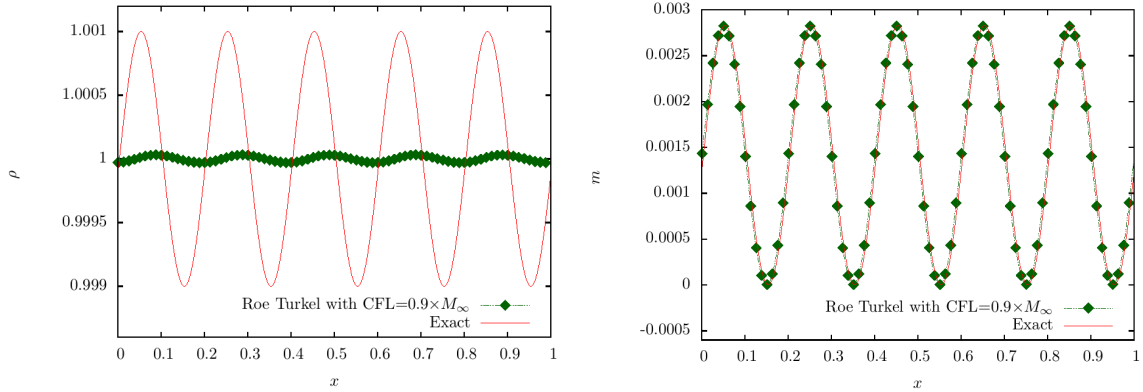 1.001
1.0005
1
0.9995
0.999
ρ
Roe Turkel with CFL=0.9×M∞
Exact
0 0.1 0.2 0.3 0.4 0.5 0.6 0.7 0.8 0.9 1
x
0.003
0.0025
0.002
0.0015
0.001
0.0005
0
-0.0005
m
Roe Turkel with CFL=0.9×M∞
Exact
0 0.1 0.2 0.3 0.4 0.5 0.6 0.7 0.8 0.9 1
x